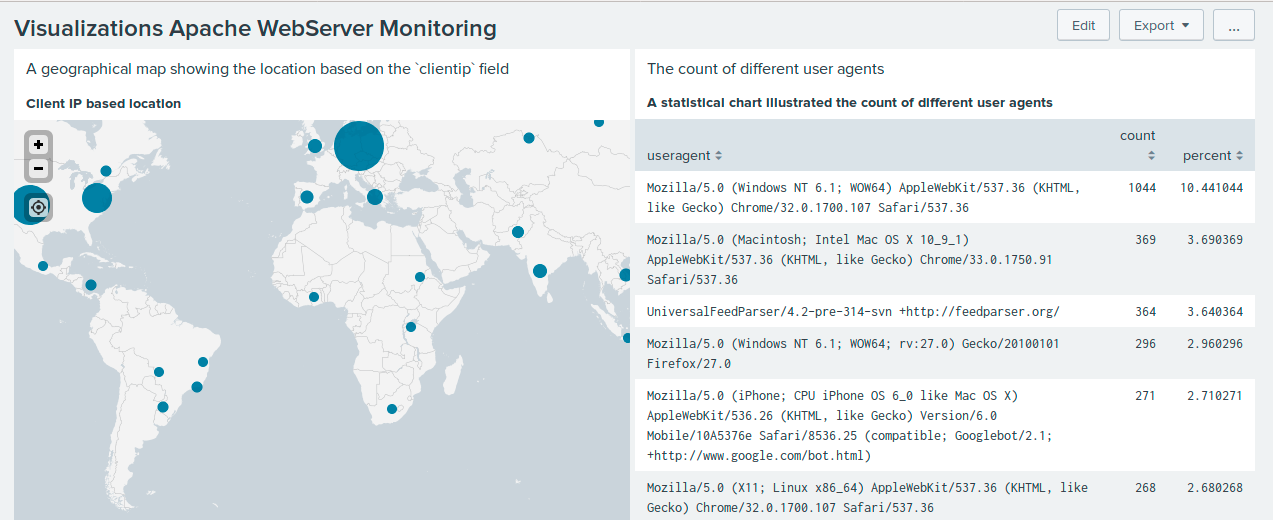 Visualizations Apache WebServer Monitoring
Edit
Export
...
A geographical map showing the location based on the `clientip` field
Client IP based location
+
−
The count of different user agents
A statistical chart illustrated the count of different user agents
useragent
count
percent
Mozilla/5.0 (Windows NT 6.1; WOW64) AppleWebKit/537.36 (KHTML,
like Gecko) Chrome/32.0.1700.107 Safari/537.36
1044
10.441044
Mozilla/5.0 (Macintosh; Intel Mac OS X 10_9_1)
AppleWebKit/537.36 (KHTML, like Gecko) Chrome/33.0.1750.91
Safari/537.36
369
3.690369
UniversalFeedParser/4.2-pre-314-svn +http://feedparser.org/
364
3.640364
Mozilla/5.0 (Windows NT 6.1; WOW64; rv:27.0) Gecko/20100101
Firefox/27.0
296
2.960296
Mozilla/5.0 (iPhone; CPU iPhone OS 6_0 like Mac OS X)
AppleWebKit/536.26 (KHTML, like Gecko) Version/6.0
Mobile/10A5376e Safari/8536.25 (compatible; Googlebot/2.1;
+http://www.google.com/bot.html)
271
2.710271
Mozilla/5.0 (X11; Linux x86_64) AppleWebKit/537.36 (KHTML, like
Gecko) Chrome/32.0.1700.107 Safari/537.36
268
2.680268